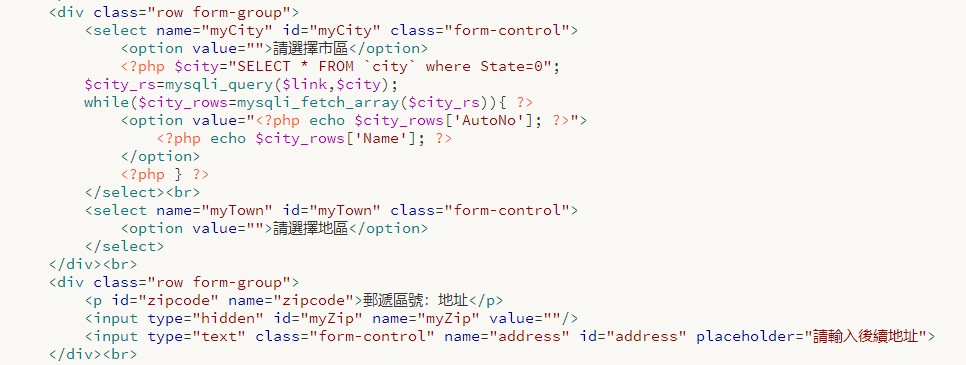 <div class="row form-group">
<select name="myCity" id="myCity" class="form-control">
<option value="">請選擇市區</option>
<?php $city="SELECT * FROM `city` where State=0";
$city_rs=mysqli_query($link,$city);
while($city_rows=mysqli_fetch_array($city_rs)){ ?>
<option value="<?php echo $city_rows['AutoNo']; ?>">
<?php echo $city_rows['Name']; ?>
</option>
<?php } ?>
</select><br>
<select name="myTown" id="myTown" class="form-control">
<option value="">請選擇地區</option>
</select>
</div><br>
<div class="row form-group">
<p id="zipcode" name="zipcode">郵遞區號: 地址</p>
<input type="hidden" id="myZip" name="myZip" value=""/>
<input type="text" class="form-control" name="address" id="address" placeholder="請輸入後續地址">
</div><br>